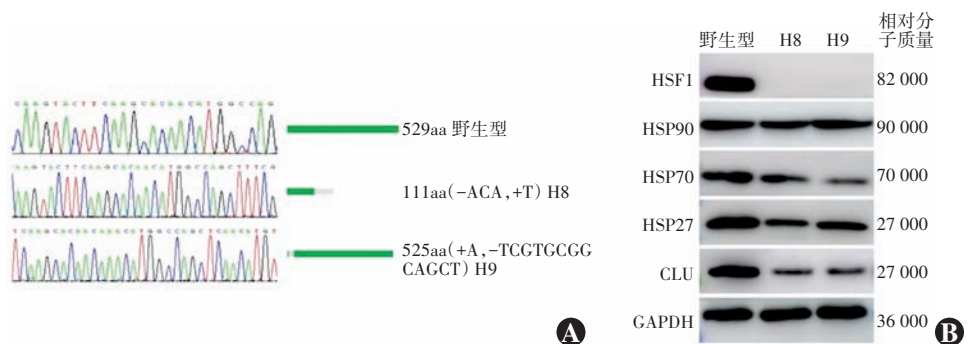 CAAGTACTTCAAGCACAACATGGCCAG
529aa 野生型
111aa(-ACA,+T) H8
525aa(+A,-TCGTGCGG
CAGCT) H9
A
野生型 H8 H9
相对分
子质量
HSF1 82 000
HSP90 90 000
HSP70 70 000
HSP27 27 000
CLU 27 000
GAPDH 36 000
B